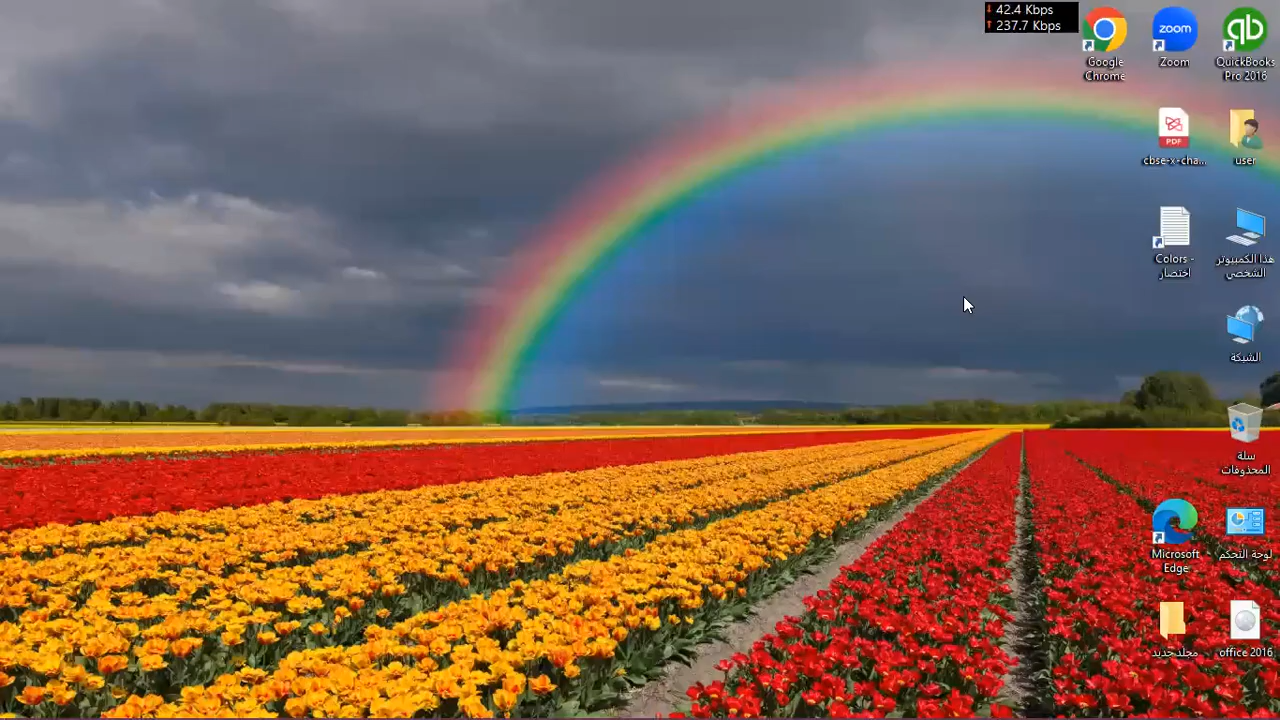 ↓ 42.4 Kbps
↑ 237.7 Kbps
Google
Chrome
zoom
Zoom
qb
QuickBooks
Pro 2016
PDF
cbse-x-cha...
user
Colors -
اختصار
هذا الكمبيوتر
الشخصي
الشبكة
سلة
المحذوفات
Microsoft
Edge
لوحة التحكم
مجلد جديد
office 2016